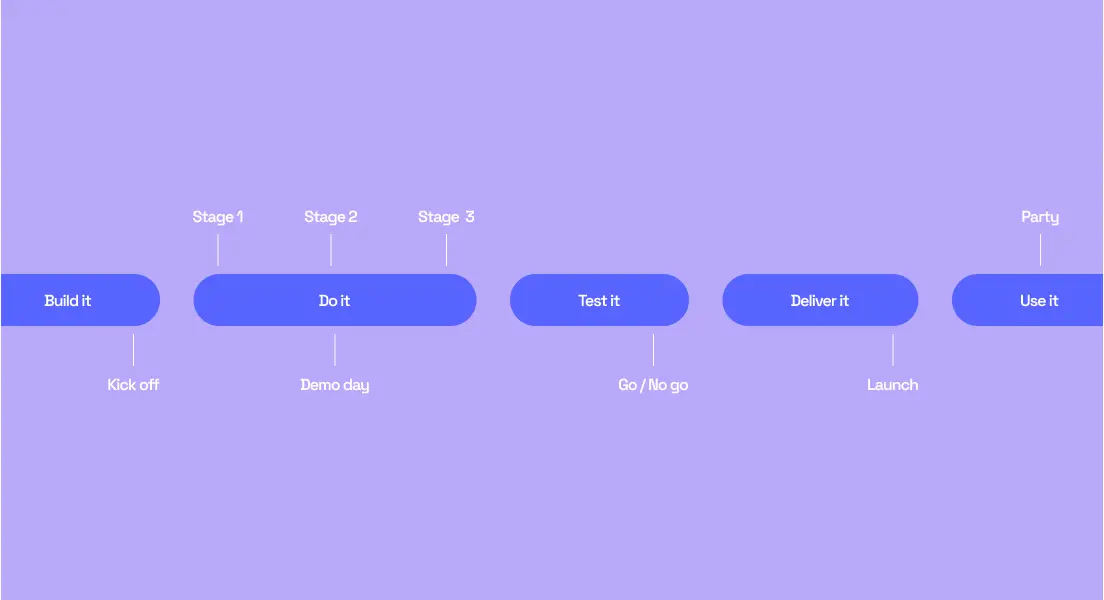 Stage 1
Stage 2
Stage 3
Party
Build it
Do it
Test it
Deliver it
Use it
Kick off
Demo day
Go / No go
Launch